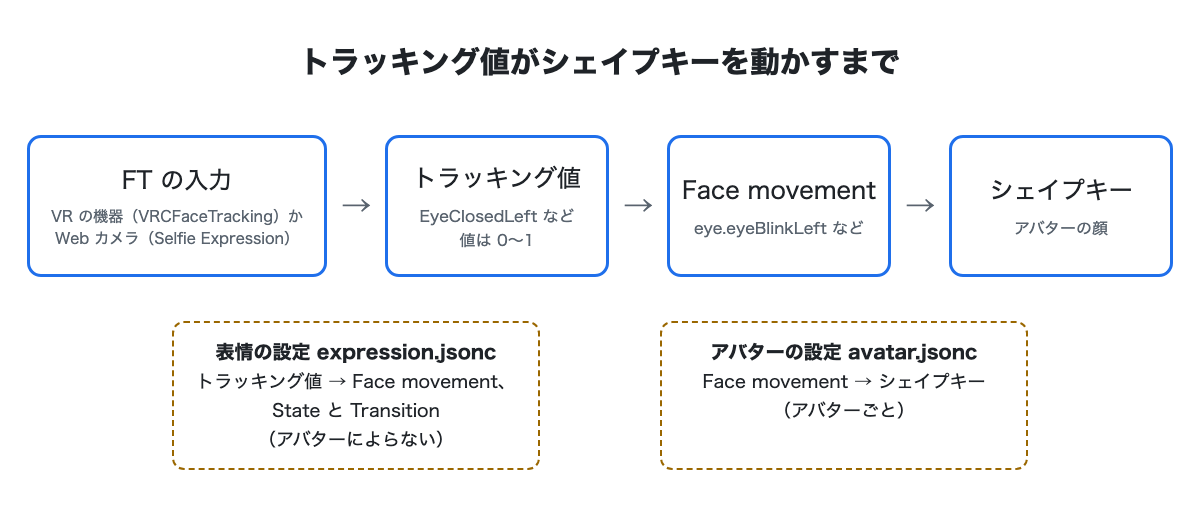 トラッキング値がシェイプキーを動かすまで
FT の入力
VR の機器（VRCFaceTracking）か
Web カメラ（Selfie Expression）
→
トラッキング値
EyeClosedLeft など
値は 0〜1
→
Face movement
eye.eyeBlinkLeft など
→
シェイプキー
アバターの顔
表情の設定 expression.jsonc
トラッキング値 → Face movement、
State と Transition
（アバターによらない）
アバターの設定 avatar.jsonc
Face movement → シェイプキー
（アバターごと）